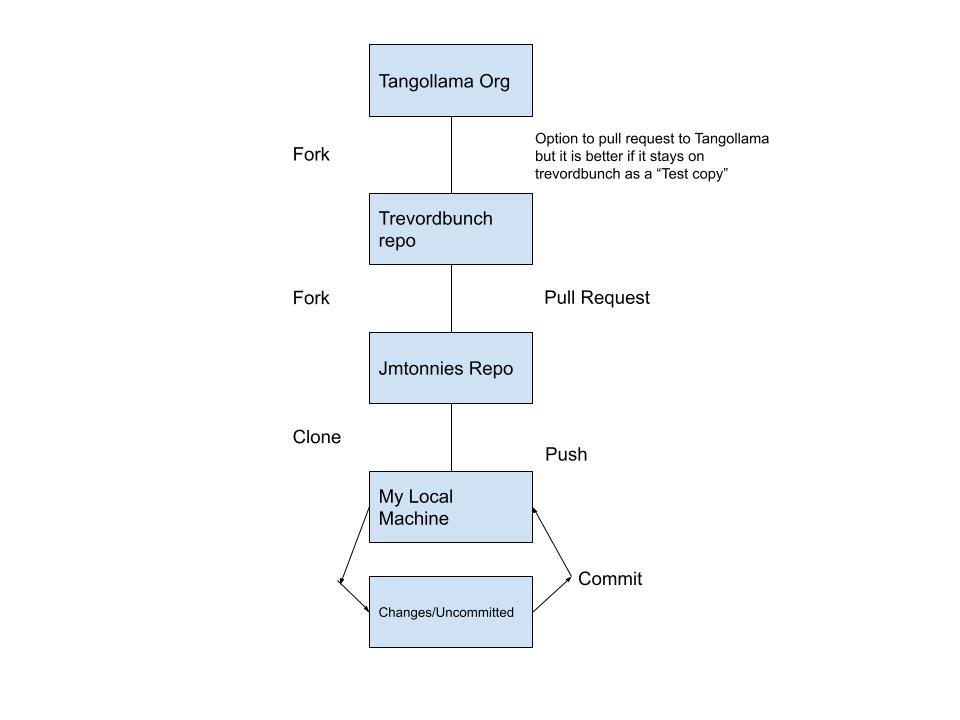 Tangollama Org
Fork
Option to pull request to Tangollama
but it is better if it stays on
trevordbunch as a “Test copy”
Trevordbunch
repo
Fork
Pull Request
Jmtonnies Repo
Clone
Push
My Local
Machine
Commit
Changes/Uncommitted